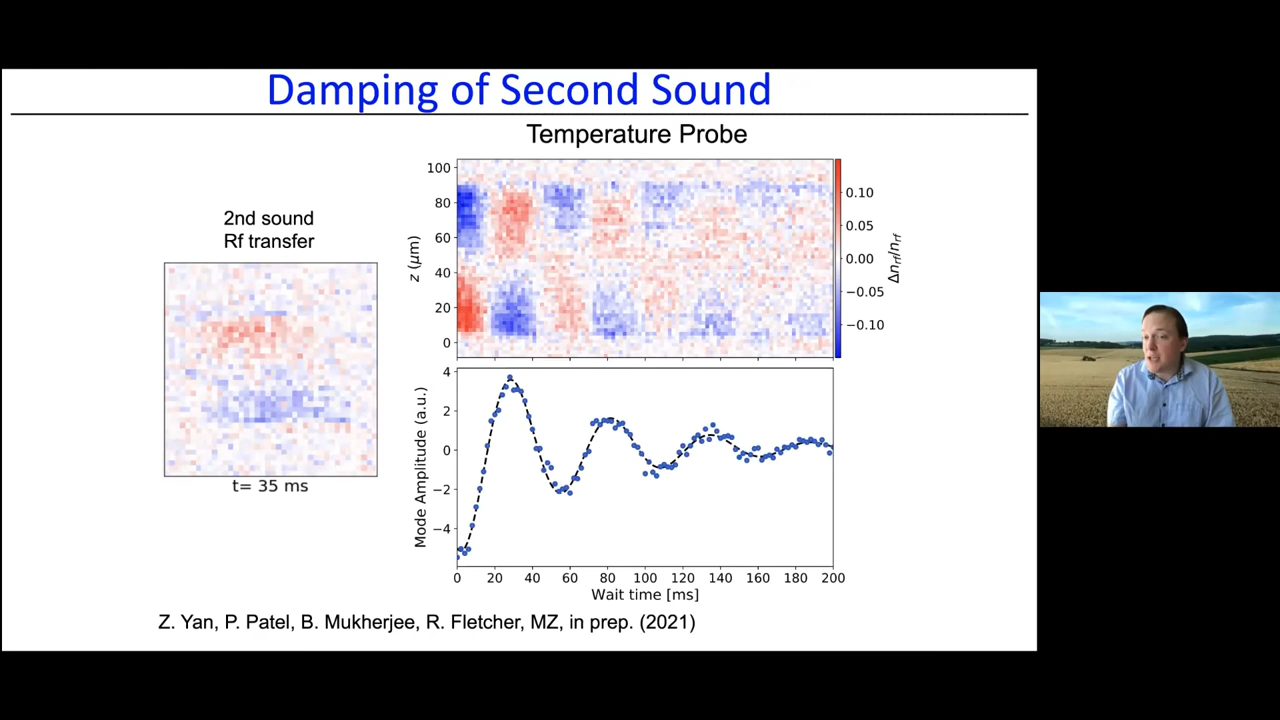 Damping of Second Sound
Temperature Probe
2nd sound
Rf transfer
t= 35 ms
100
80
60
40
20
0
z (μm)
0.10
0.05
0.00
−0.05
−0.10
Δn_rf/n_rf
4
2
0
−2
−4
Mode Amplitude (a.u.)
0 20 40 60 80 100 120 140 160 180 200
Wait time [ms]
Z. Yan, P. Patel, B. Mukherjee, R. Fletcher, MZ, in prep. (2021)